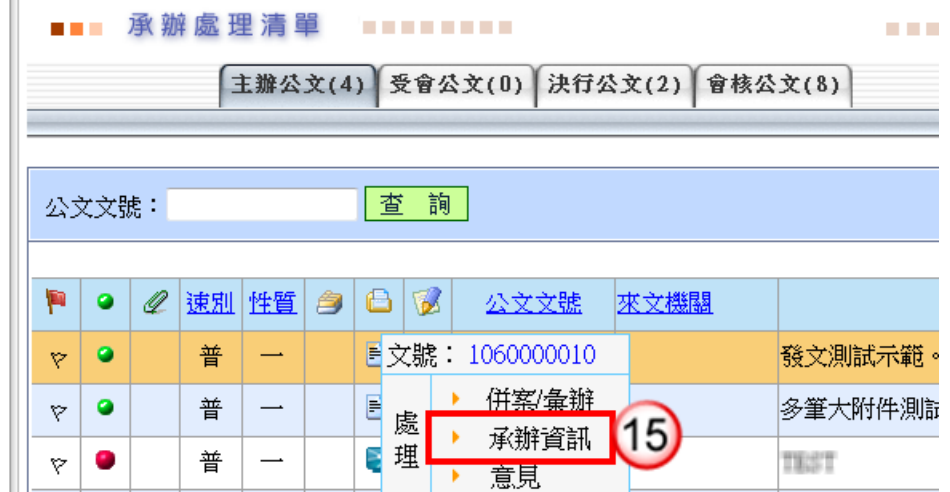 承辦處理清單
主辦公文(4) 受會公文(0) 決行公文(2) 會核公文(8)
公文文號： 查 詢
速別 性質 公文文號 來文機關
普 一 發文測試示範。
文號： 1060000010
普 一 多筆大附件測試
普 一 TEST
處理
併案/彙辦
承辦資訊
15
意見